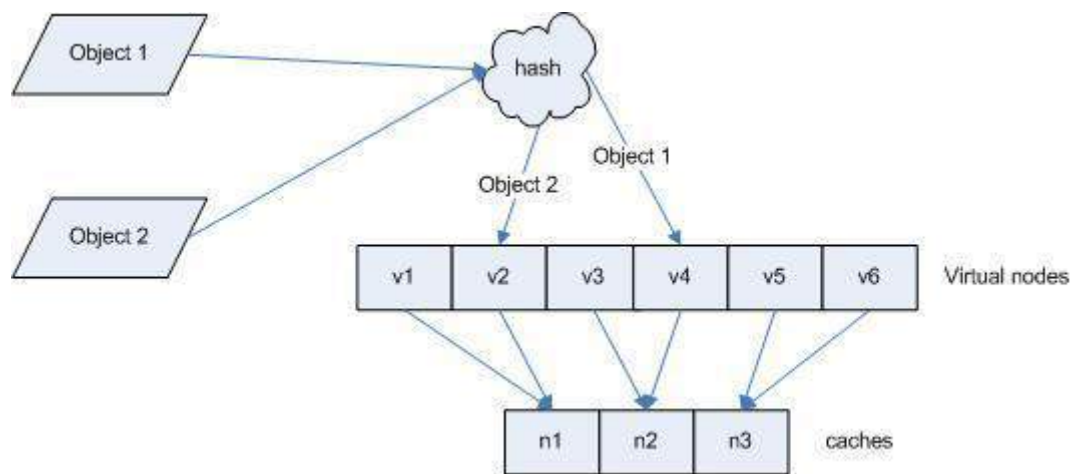 Object 1
hash
Object 1
Object 2
Object 2
v1 v2 v3 v4 v5 v6 Virtual nodes
n1 n2 n3 caches